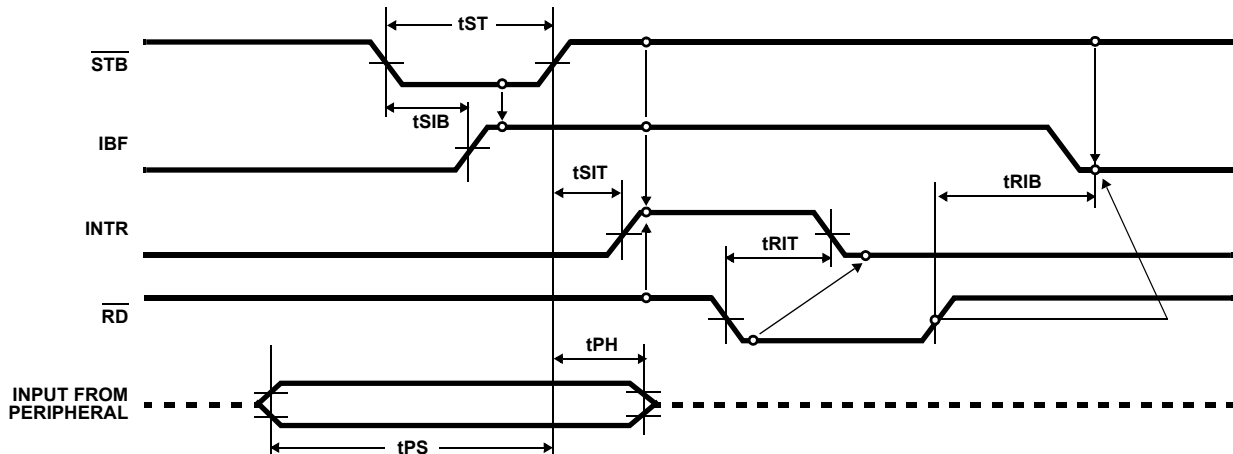 tST
STB
tSIB
IBF
tSIT
tRIB
INTR
tRIT
RD
tPH
INPUT FROM
PERIPHERAL
tPS